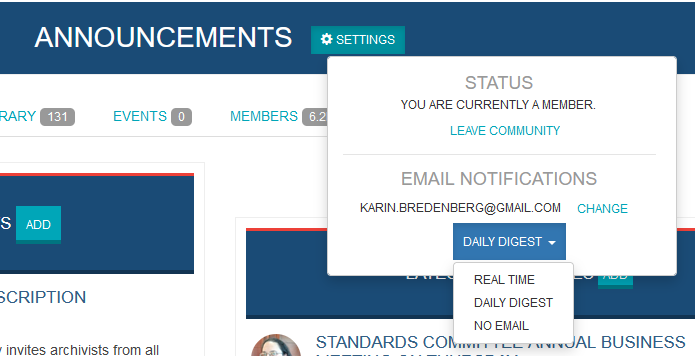 ANNOUNCEMENTS SETTINGS
STATUS
YOU ARE CURRENTLY A MEMBER.
LEAVE COMMUNITY
RARY 131 EVENTS 0 MEMBERS 6.2
EMAIL NOTIFICATIONS
KARIN.BREDENBERG@GMAIL.COM CHANGE
DAILY DIGEST
REAL TIME
DAILY DIGEST
NO EMAIL
S ADD
ADD
SCRIPTION
y invites archivists from all
STANDARDS COMMITTEE ANNUAL BUSINESS